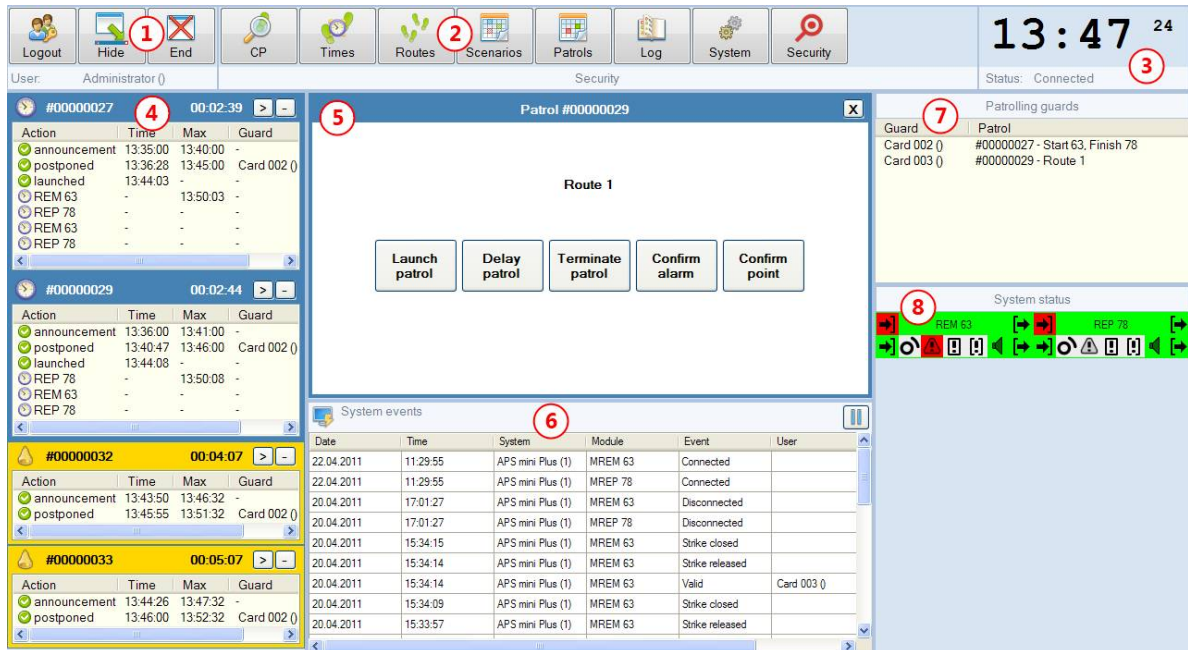 Logout Hide End CP Times Routes Scenarios Patrols Log System Security
1 2
13:47 24
3
User: Administrator () Security Status: Connected
#00000027 00:02:39 > -
4
Action Time Max Guard
announcement 13:35:00 13:40:00 -
postponed 13:36:28 13:45:00 Card 002 ()
launched 13:44:03 - -
REM 63 - 13:50:03 -
REP 78 - - -
REM 63 - - -
REP 78 - - -
#00000029 00:02:44 > -
Action Time Max Guard
announcement 13:36:00 13:41:00 -
postponed 13:40:47 13:46:00 Card 002 ()
launched 13:44:08 - -
REP 78 - 13:50:08 -
REM 63 - - -
REP 78 - - -
#00000032 00:04:07 > -
Action Time Max Guard
announcement 13:43:50 13:46:32 -
postponed 13:45:55 13:51:32 Card 002 ()
#00000033 00:05:07 > -
Action Time Max Guard
announcement 13:44:26 13:47:32 -
postponed 13:46:00 13:52:32 Card 002 ()
5
Patrol #00000029 X
Route 1
Launch patrol
Delay patrol
Terminate patrol
Confirm alarm
Confirm point
System events
6
Date Time System Module Event User
22.04.2011 11:29:55 APS mini Plus (1) MREM 63 Connected
22.04.2011 11:29:55 APS mini Plus (1) MREP 78 Connected
20.04.2011 17:01:27 APS mini Plus (1) MREM 63 Disconnected
20.04.2011 17:01:27 APS mini Plus (1) MREP 78 Disconnected
20.04.2011 15:34:15 APS mini Plus (1) MREM 63 Strike closed
20.04.2011 15:34:14 APS mini Plus (1) MREM 63 Strike released
20.04.2011 15:34:14 APS mini Plus (1) MREM 63 Valid Card 003 ()
20.04.2011 15:34:09 APS mini Plus (1) MREM 63 Strike closed
20.04.2011 15:33:57 APS mini Plus (1) MREM 63 Strike released
Patrolling guards
7
Guard Patrol
Card 002 () #00000027 - Start 63, Finish 78
Card 003 () #00000029 - Route 1
System status
8
REM 63 REP 78